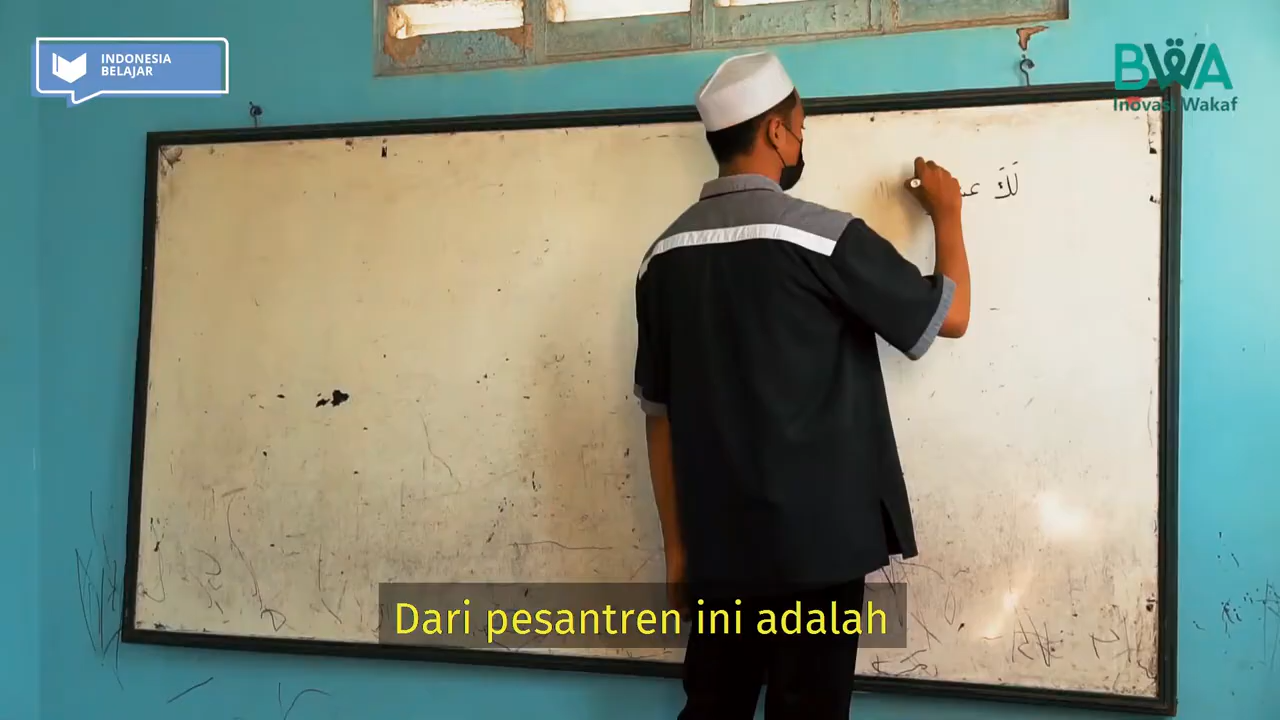 INDONESIA
BELAJAR
BWA
Inovasi Wakaf
لَكَ
Dari pesantren ini adalah